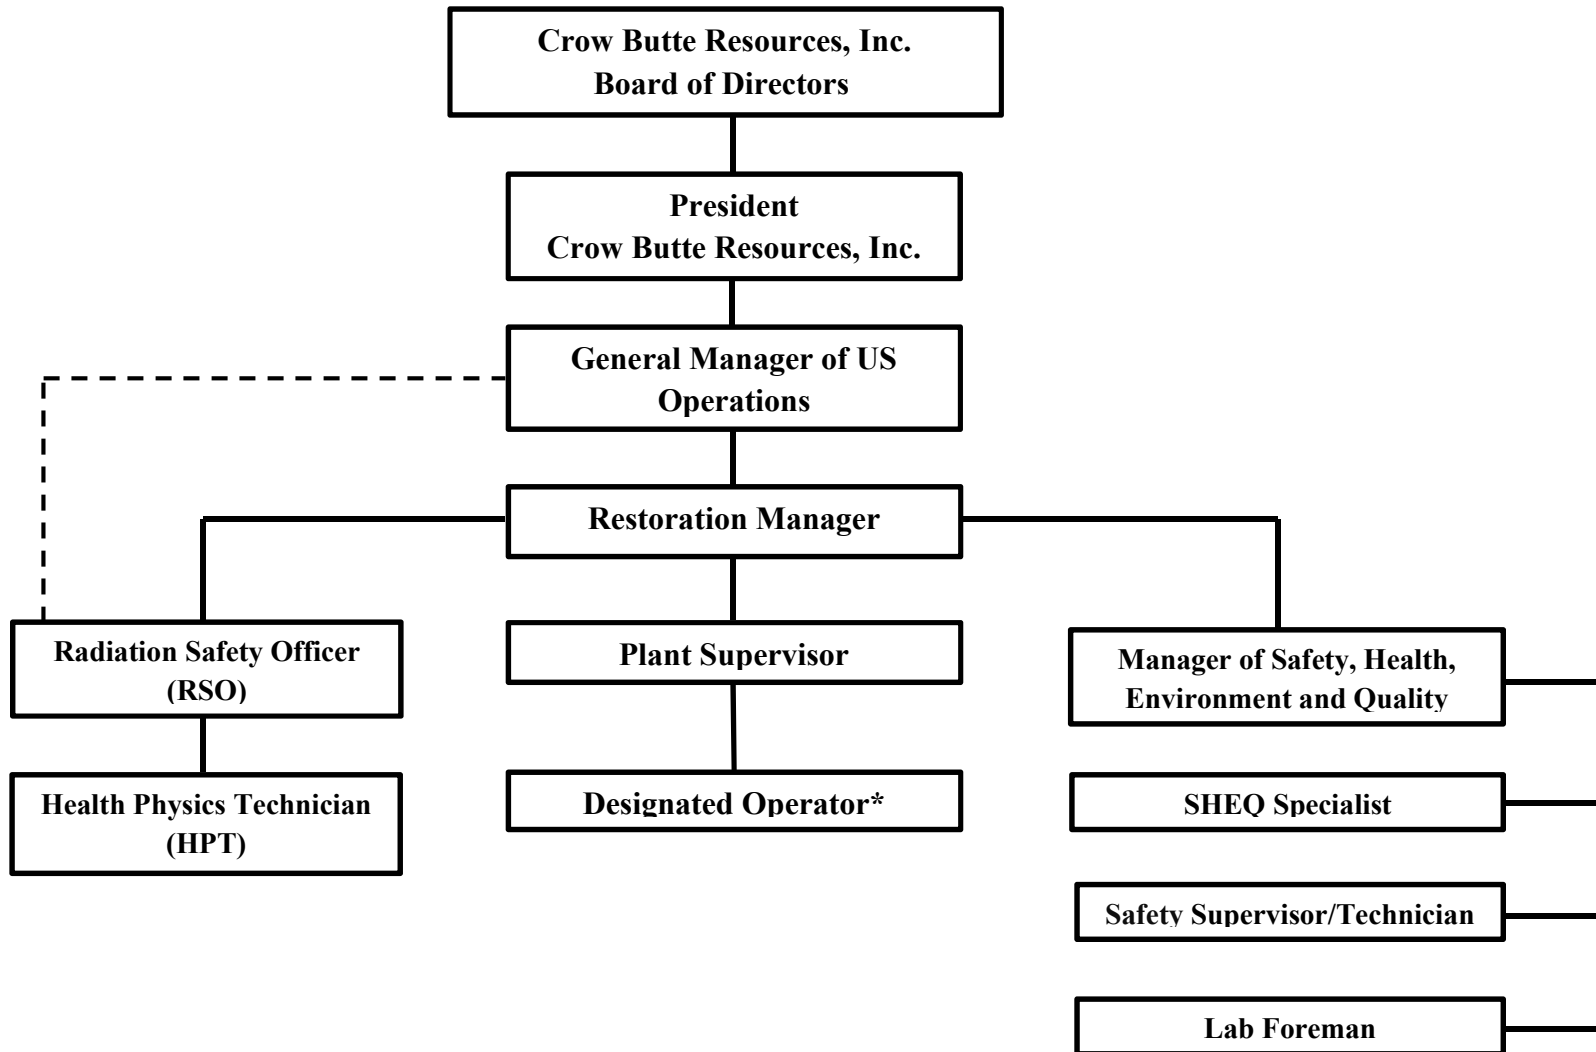 Crow Butte Resources, Inc.
Board of Directors
President
Crow Butte Resources, Inc.
General Manager of US
Operations
Restoration Manager
Radiation Safety Officer
(RSO)
Plant Supervisor
Manager of Safety, Health,
Environment and Quality
Health Physics Technician
(HPT)
Designated Operator*
SHEQ Specialist
Safety Supervisor/Technician
Lab Foreman